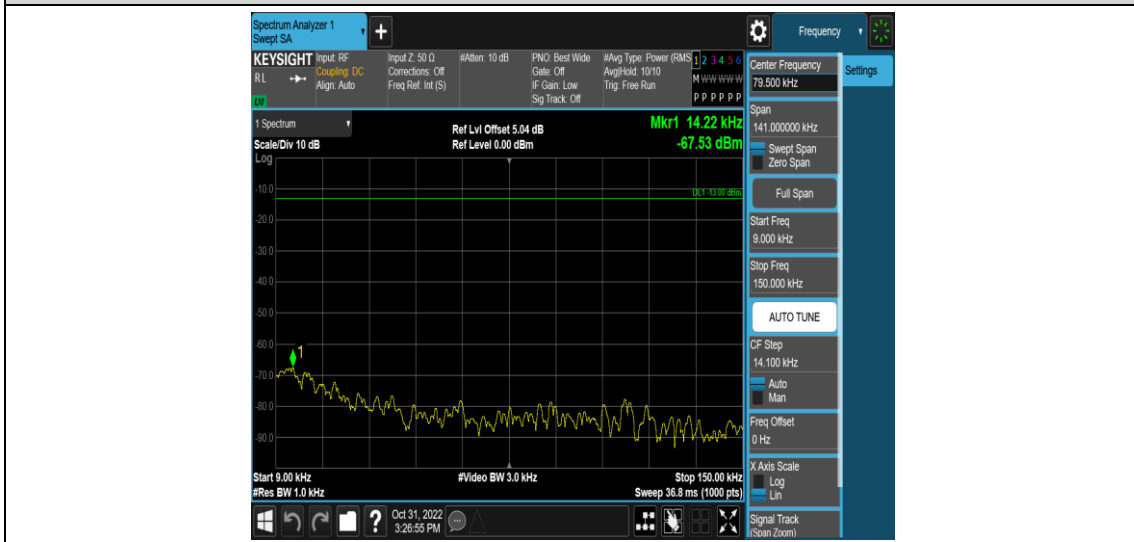 Spectrum Analyzer 1
Swept SA
+
Frequency
KEYSIGHT
RL
LXI
Input: RF
Coupling: DC
Align: Auto
Input Z: 50 Ω
Corrections: Off
Freq Ref: Int (S)
#Atten: 10 dB
PNO: Best Wide
Gate: Off
IF Gain: Low
Sig Track: Off
#Avg Type: Power (RMS
Avg|Hold: 10/10
Trig: Free Run
1 2 3 4 5 6
M W W W W W
P P P P P P
Center Frequency
79.500 kHz
Settings
Span
141.000000 kHz
Swept Span
Zero Span
Full Span
Start Freq
9.000 kHz
Stop Freq
150.000 kHz
AUTO TUNE
CF Step
14.100 kHz
Auto
Man
Freq Offset
0 Hz
X Axis Scale
Log
Lin
Signal Track
(Span Zoom)
1 Spectrum
Scale/Div 10 dB
Log
Ref Lvl Offset 5.04 dB
Ref Level 0.00 dBm
Mkr1 14.22 kHz
-67.53 dBm
DL1 -13.00 dBm
-10.0
-20.0
-30.0
-40.0
-50.0
-60.0
1
-70.0
-80.0
-90.0
Start 9.00 kHz
#Res BW 1.0 kHz
#Video BW 3.0 kHz
Stop 150.00 kHz
Sweep 36.8 ms (1000 pts)
?
Oct 31, 2022
3:26:55 PM